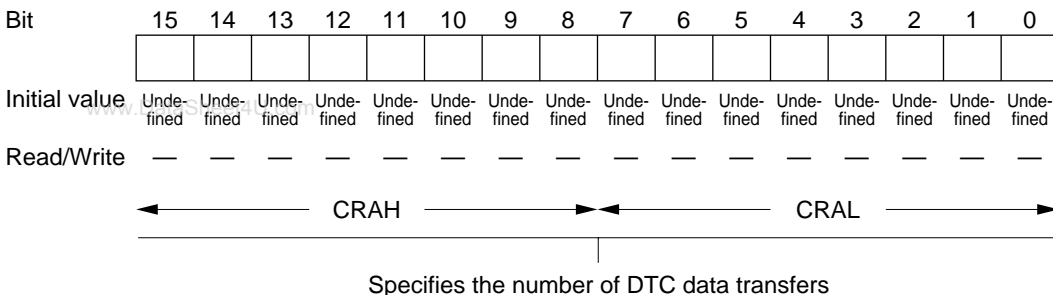 Bit 15 14 13 12 11 10 9 8 7 6 5 4 3 2 1 0
Initial value Unde- Unde- Unde- Unde- Unde- Unde- Unde- Unde- Unde- Unde- Unde- Unde- Unde- Unde- Unde- Unde-
fined fined fined fined fined fined fined fined fined fined fined fined fined fined fined fined
www.DataSheet4U.com
Read/Write — — — — — — — — — — — — — — — —
CRAH CRAL
Specifies the number of DTC data transfers